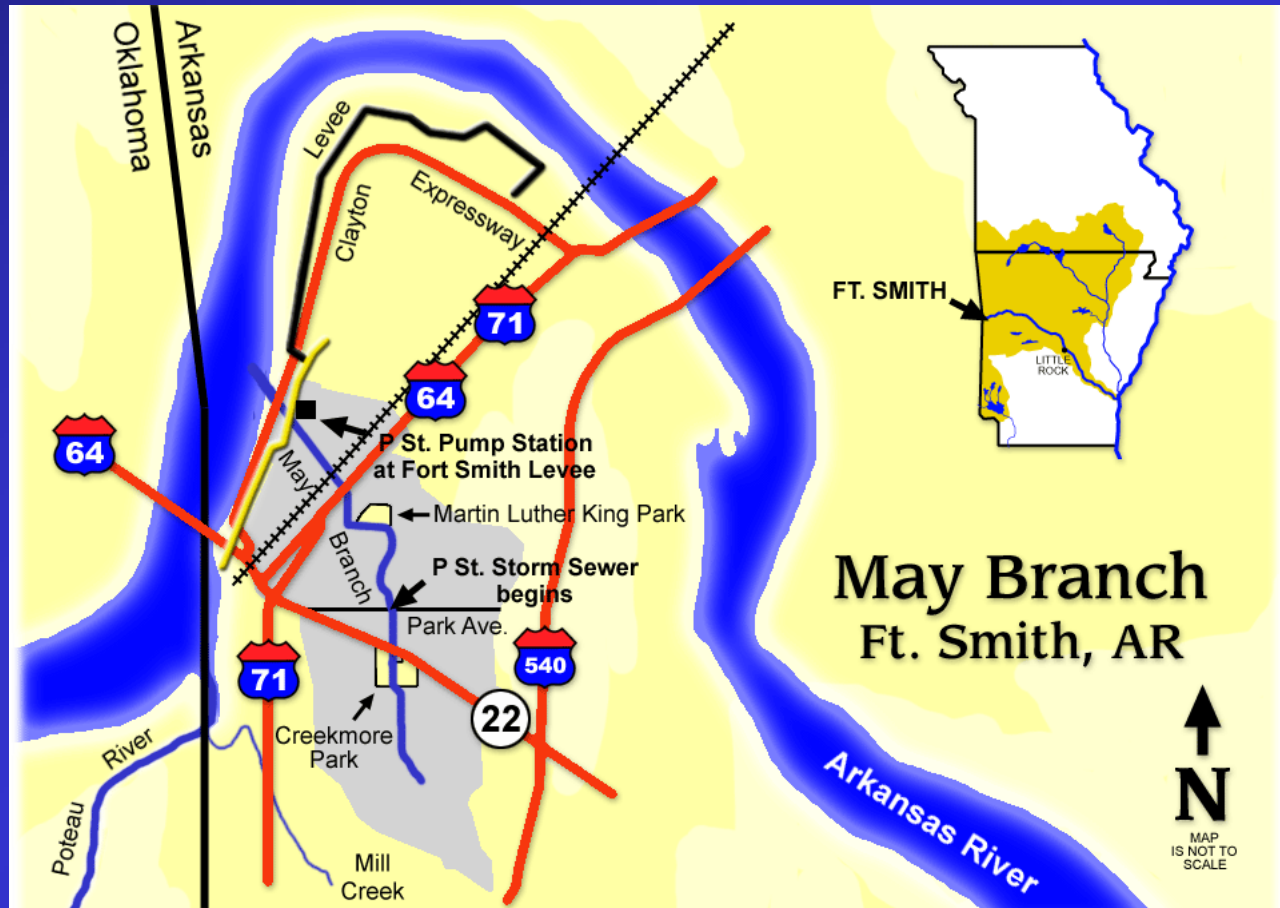 Arkansas
Oklahoma
Levee
Clayton
Expressway
71
64
64
FT. SMITH
LITTLE
ROCK
P St. Pump Station
at Fort Smith Levee
May
Branch
Martin Luther King Park
P St. Storm Sewer
begins
Park Ave.
May Branch
Ft. Smith, AR
71
540
22
Creekmore
Park
River
Poteau
Mill
Creek
Arkansas River
N
MAP
IS NOT TO
SCALE